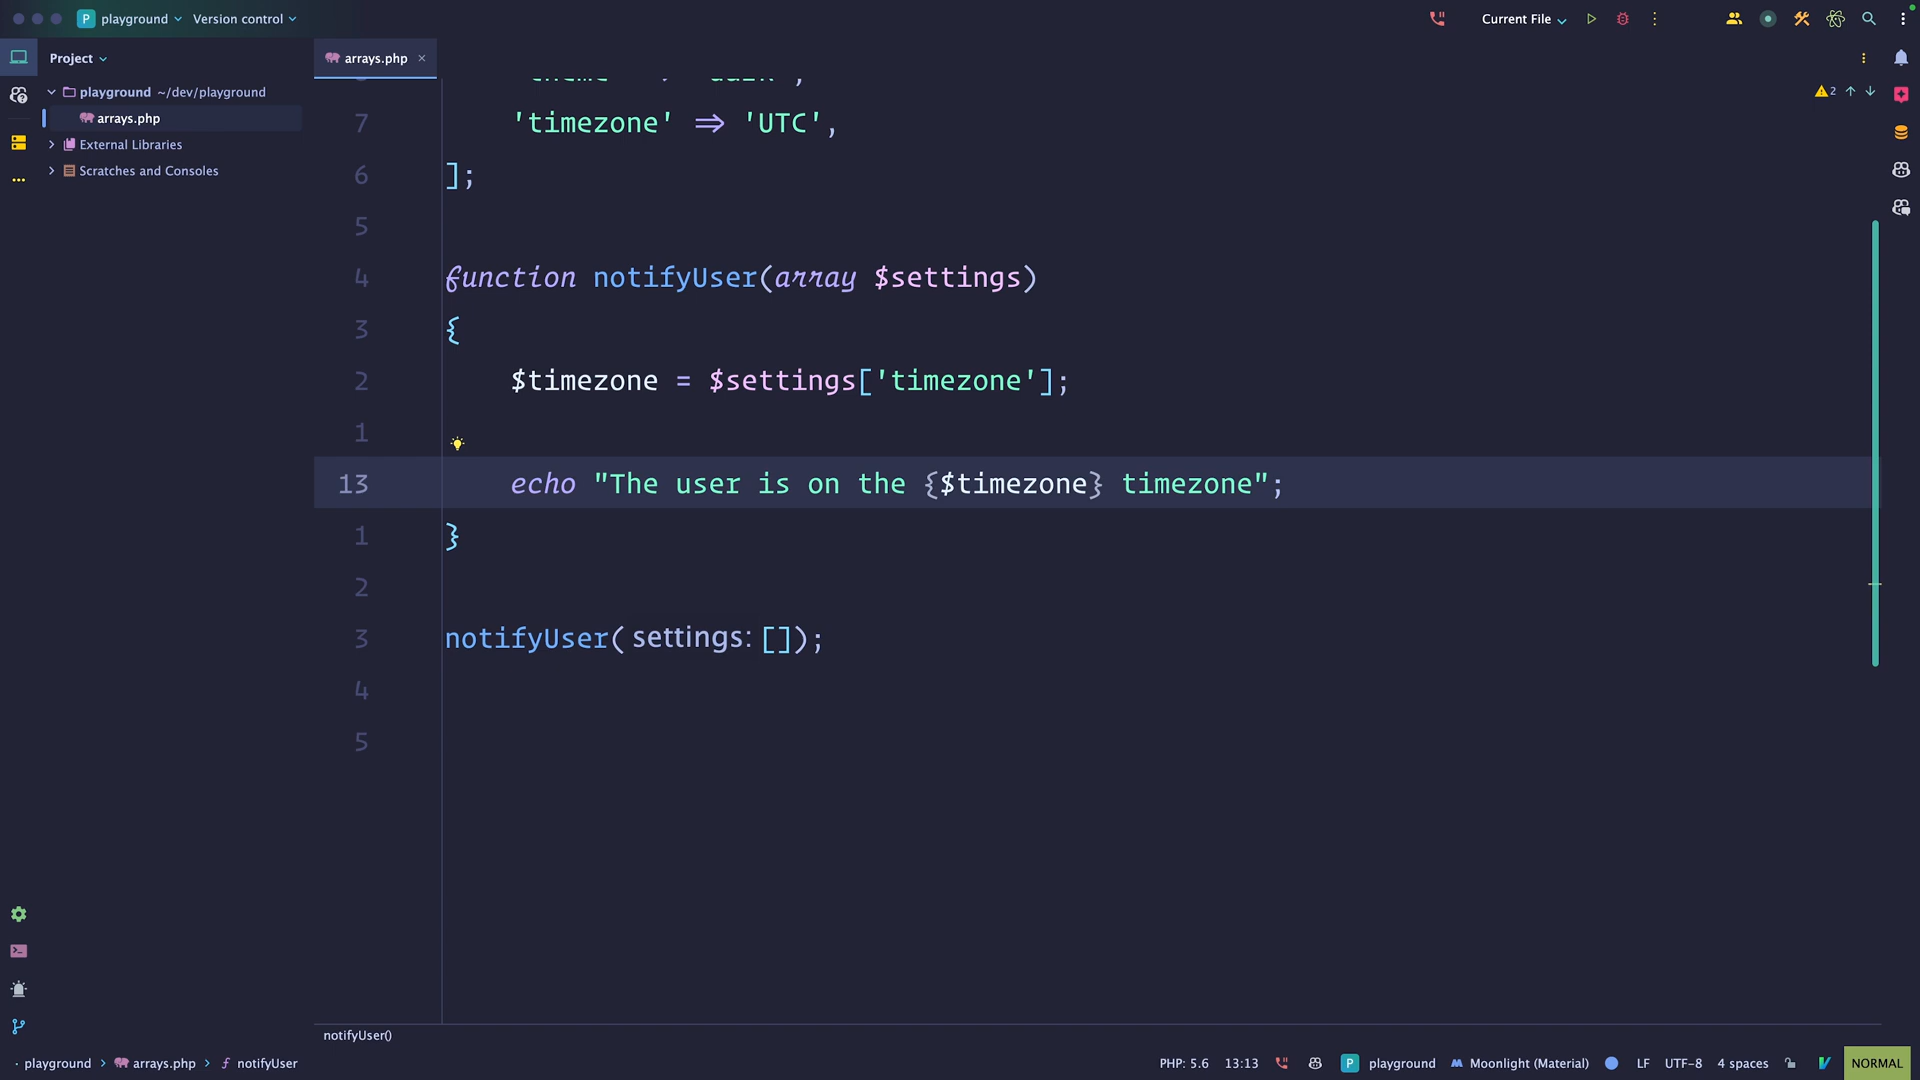 P playground Version control Current File
Project arrays.php
playground ~/dev/playground
arrays.php
External Libraries
Scratches and Consoles
2
7 'timezone' => 'UTC',
6 ];
5
4 function notifyUser(array $settings)
3 {
2 $timezone = $settings['timezone'];
1
13 echo "The user is on the {$timezone} timezone";
1 }
2
3 notifyUser( settings: []);
4
5
notifyUser()
playground > arrays.php > f notifyUser PHP: 5.6 13:13 P playground Moonlight (Material) LF UTF-8 4 spaces NORMAL